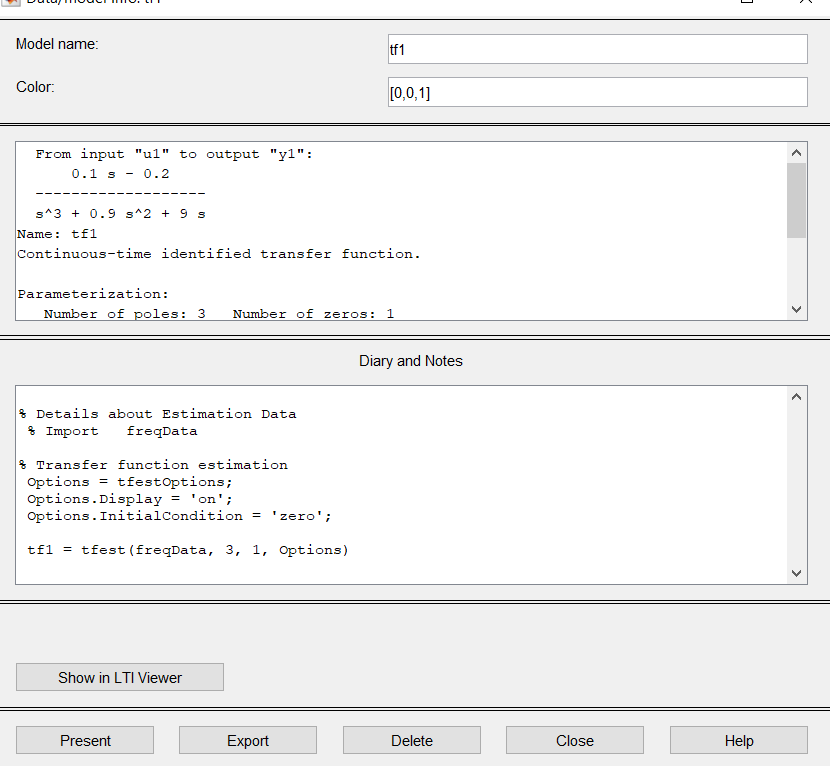 Data/model Info: tf1
Model name:
tf1
Color:
[0,0,1]
From input "u1" to output "y1":
0.1 s - 0.2
-------------------
s^3 + 0.9 s^2 + 9 s
Name: tf1
Continuous-time identified transfer function.
Parameterization:
Number of poles: 3   Number of zeros: 1
Diary and Notes
% Details about Estimation Data
% Import   freqData
% Transfer function estimation
Options = tfestOptions;
Options.Display = 'on';
Options.InitialCondition = 'zero';
tf1 = tfest(freqData, 3, 1, Options)
Show in LTI Viewer
Present
Export
Delete
Close
Help